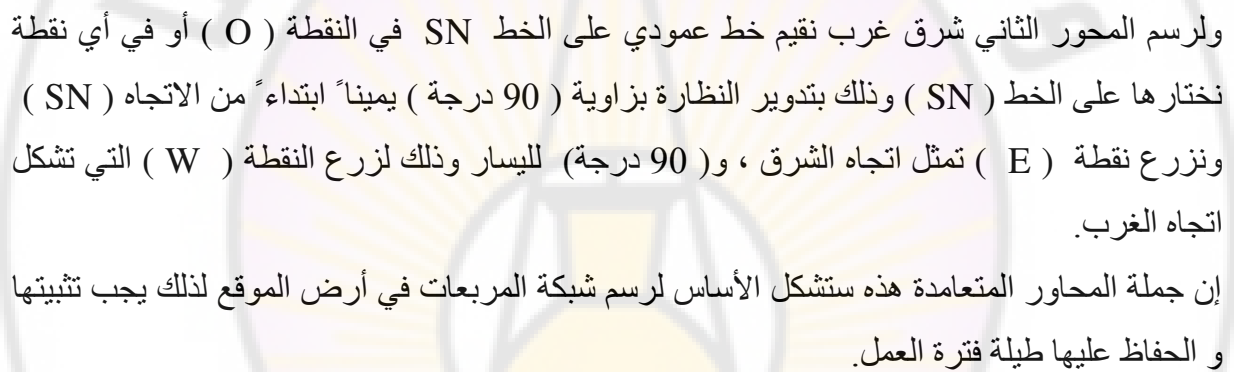 ولرسم المحور الثاني شرق غرب نقيم خط عمودي على الخط SN في النقطة ( O ) أو في أي نقطة
نختارها على الخط ( SN ) وذلك بتدوير النظارة بزاوية ( 90 درجة ) يميناً ابتداءً من الاتجاه ( SN )
ونزرع نقطة ( E ) تمثل اتجاه الشرق ، و( 90 درجة) لليسار وذلك لزرع النقطة ( W ) التي تشكل
اتجاه الغرب.
إن جملة المحاور المتعامدة هذه ستشكل الأساس لرسم شبكة المربعات في أرض الموقع لذلك يجب تثبيتها
و الحفاظ عليها طيلة فترة العمل.